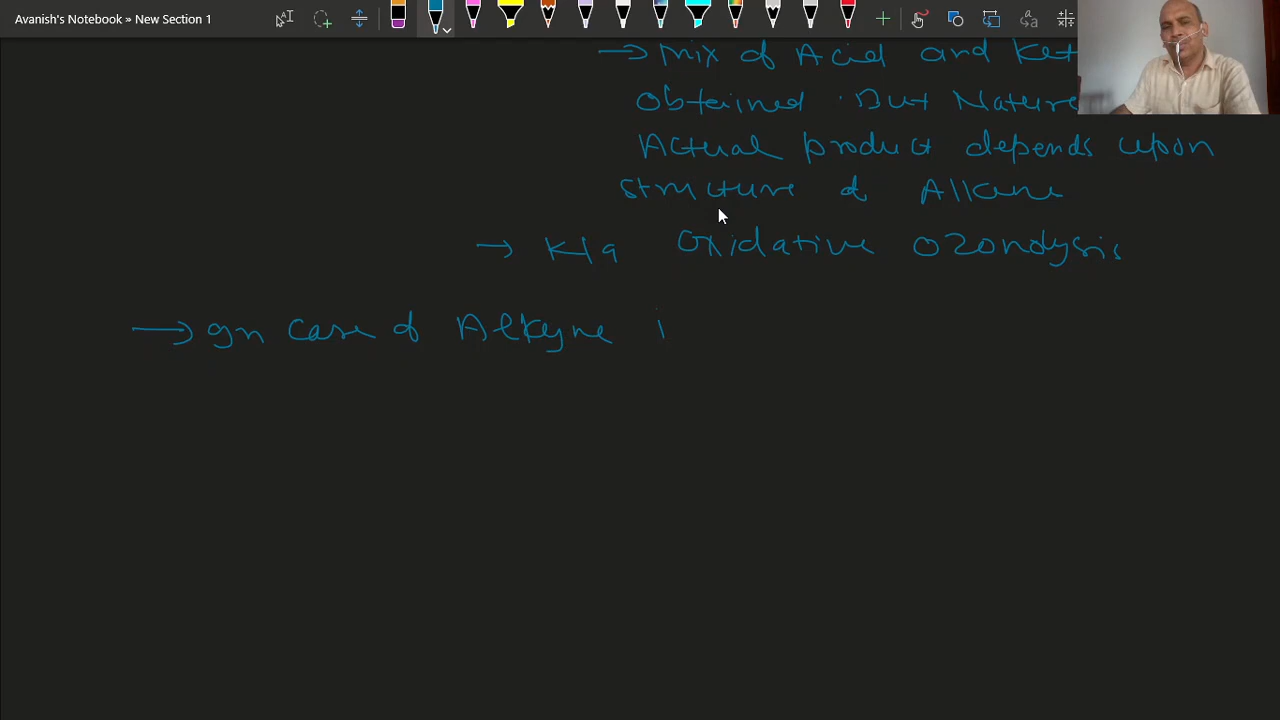 Avanish's Notebook » New Section 1
→ Mix of Acid and Ket
Obtained. But Nature
Actual product depends upon
structure of Alkene
→ K/a Oxidative Ozonolysis
→ In case of Alkyne i